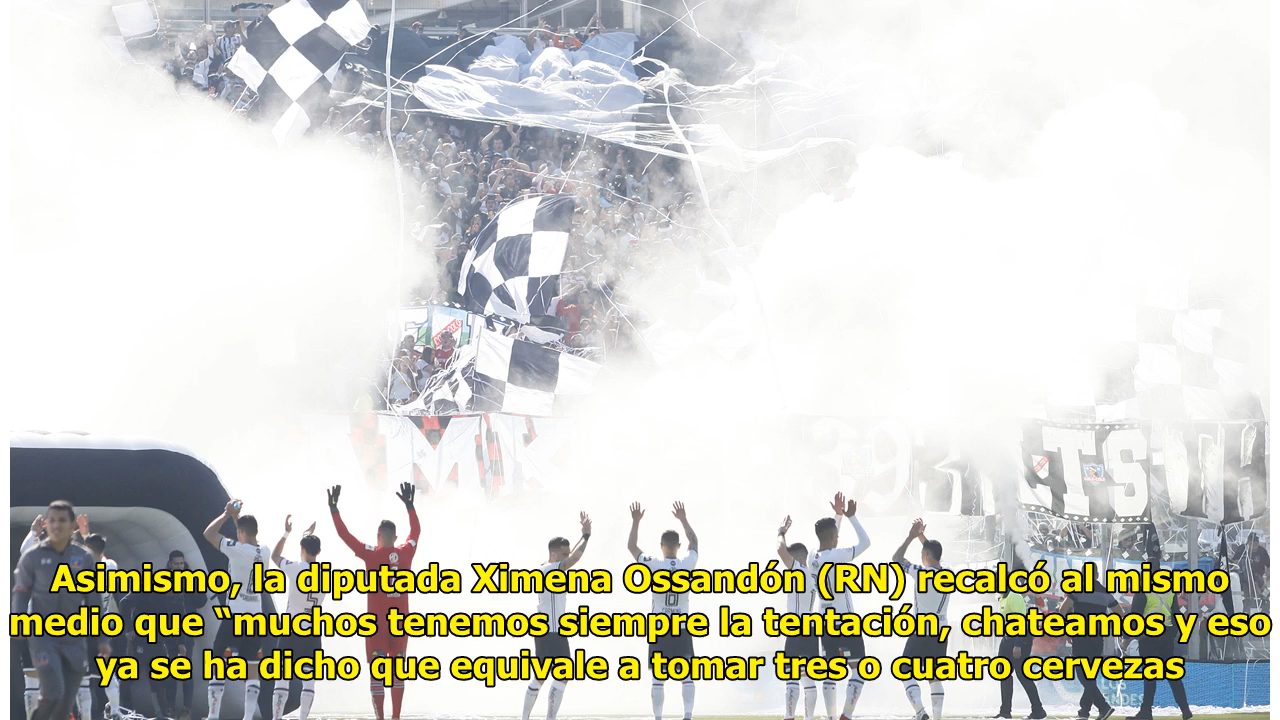 ETS
Asimismo, la diputada Ximena Ossandón (RN) recalcó al mismo
medio que “muchos tenemos siempre la tentación, chateamos y eso
ya se ha dicho que equivale a tomar tres o cuatro cervezas